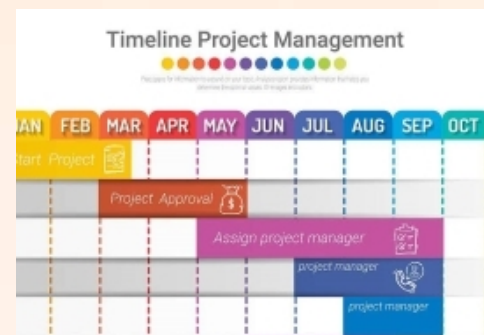 Timeline Project Management
JAN FEB MAR APR MAY JUN JUL AUG SEP OCT
Start Project
Project Approval
Assign project manager
project manager
project manager